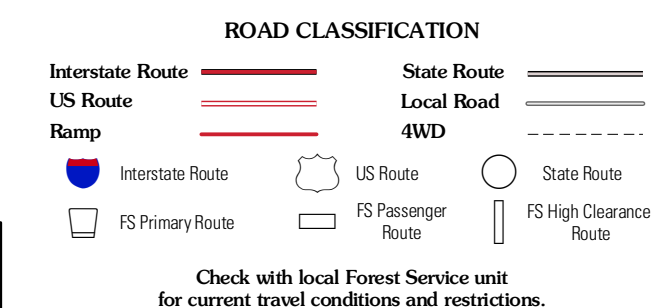 ROAD CLASSIFICATION
Interstate Route
State Route
US Route
Local Road
Ramp
4WD
Interstate Route
US Route
State Route
FS Primary Route
FS Passenger
Route
FS High Clearance
Route
Check with local Forest Service unit
for current travel conditions and restrictions.